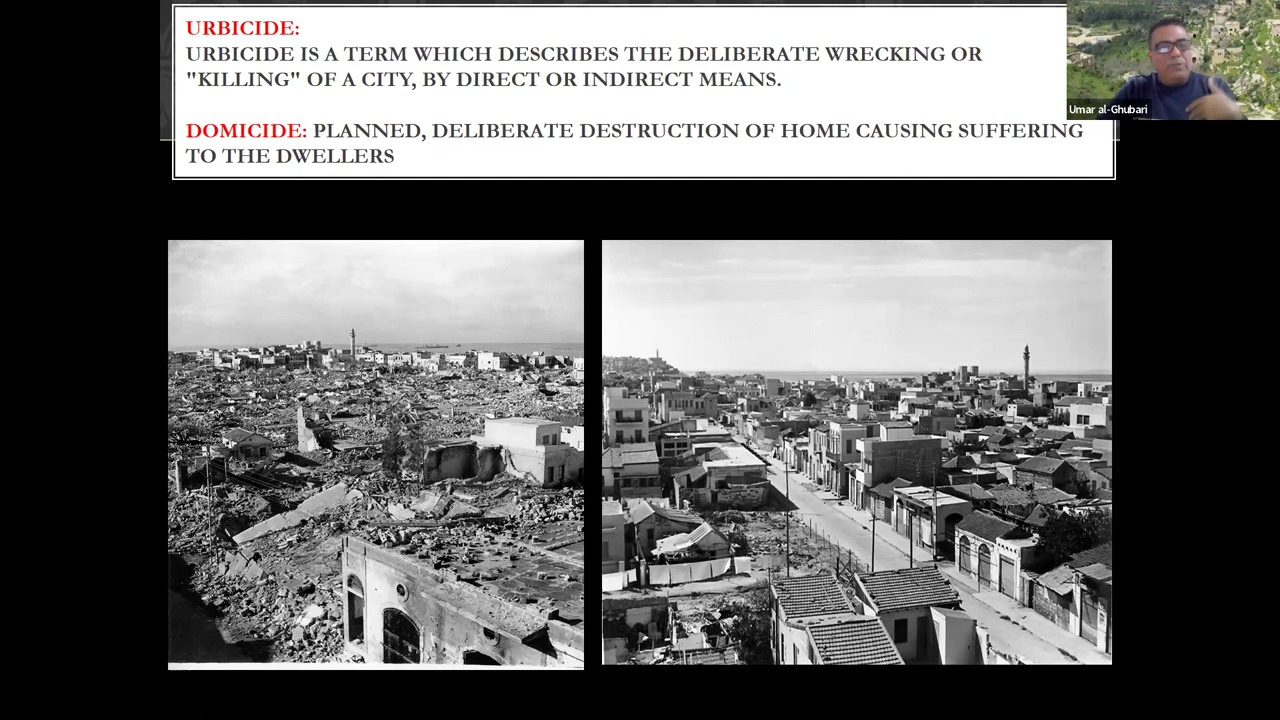 URBICIDE:
URBICIDE IS A TERM WHICH DESCRIBES THE DELIBERATE WRECKING OR
"KILLING" OF A CITY, BY DIRECT OR INDIRECT MEANS.
DOMICIDE: PLANNED, DELIBERATE DESTRUCTION OF HOME CAUSING SUFFERING
TO THE DWELLERS
Umar al-Ghubari